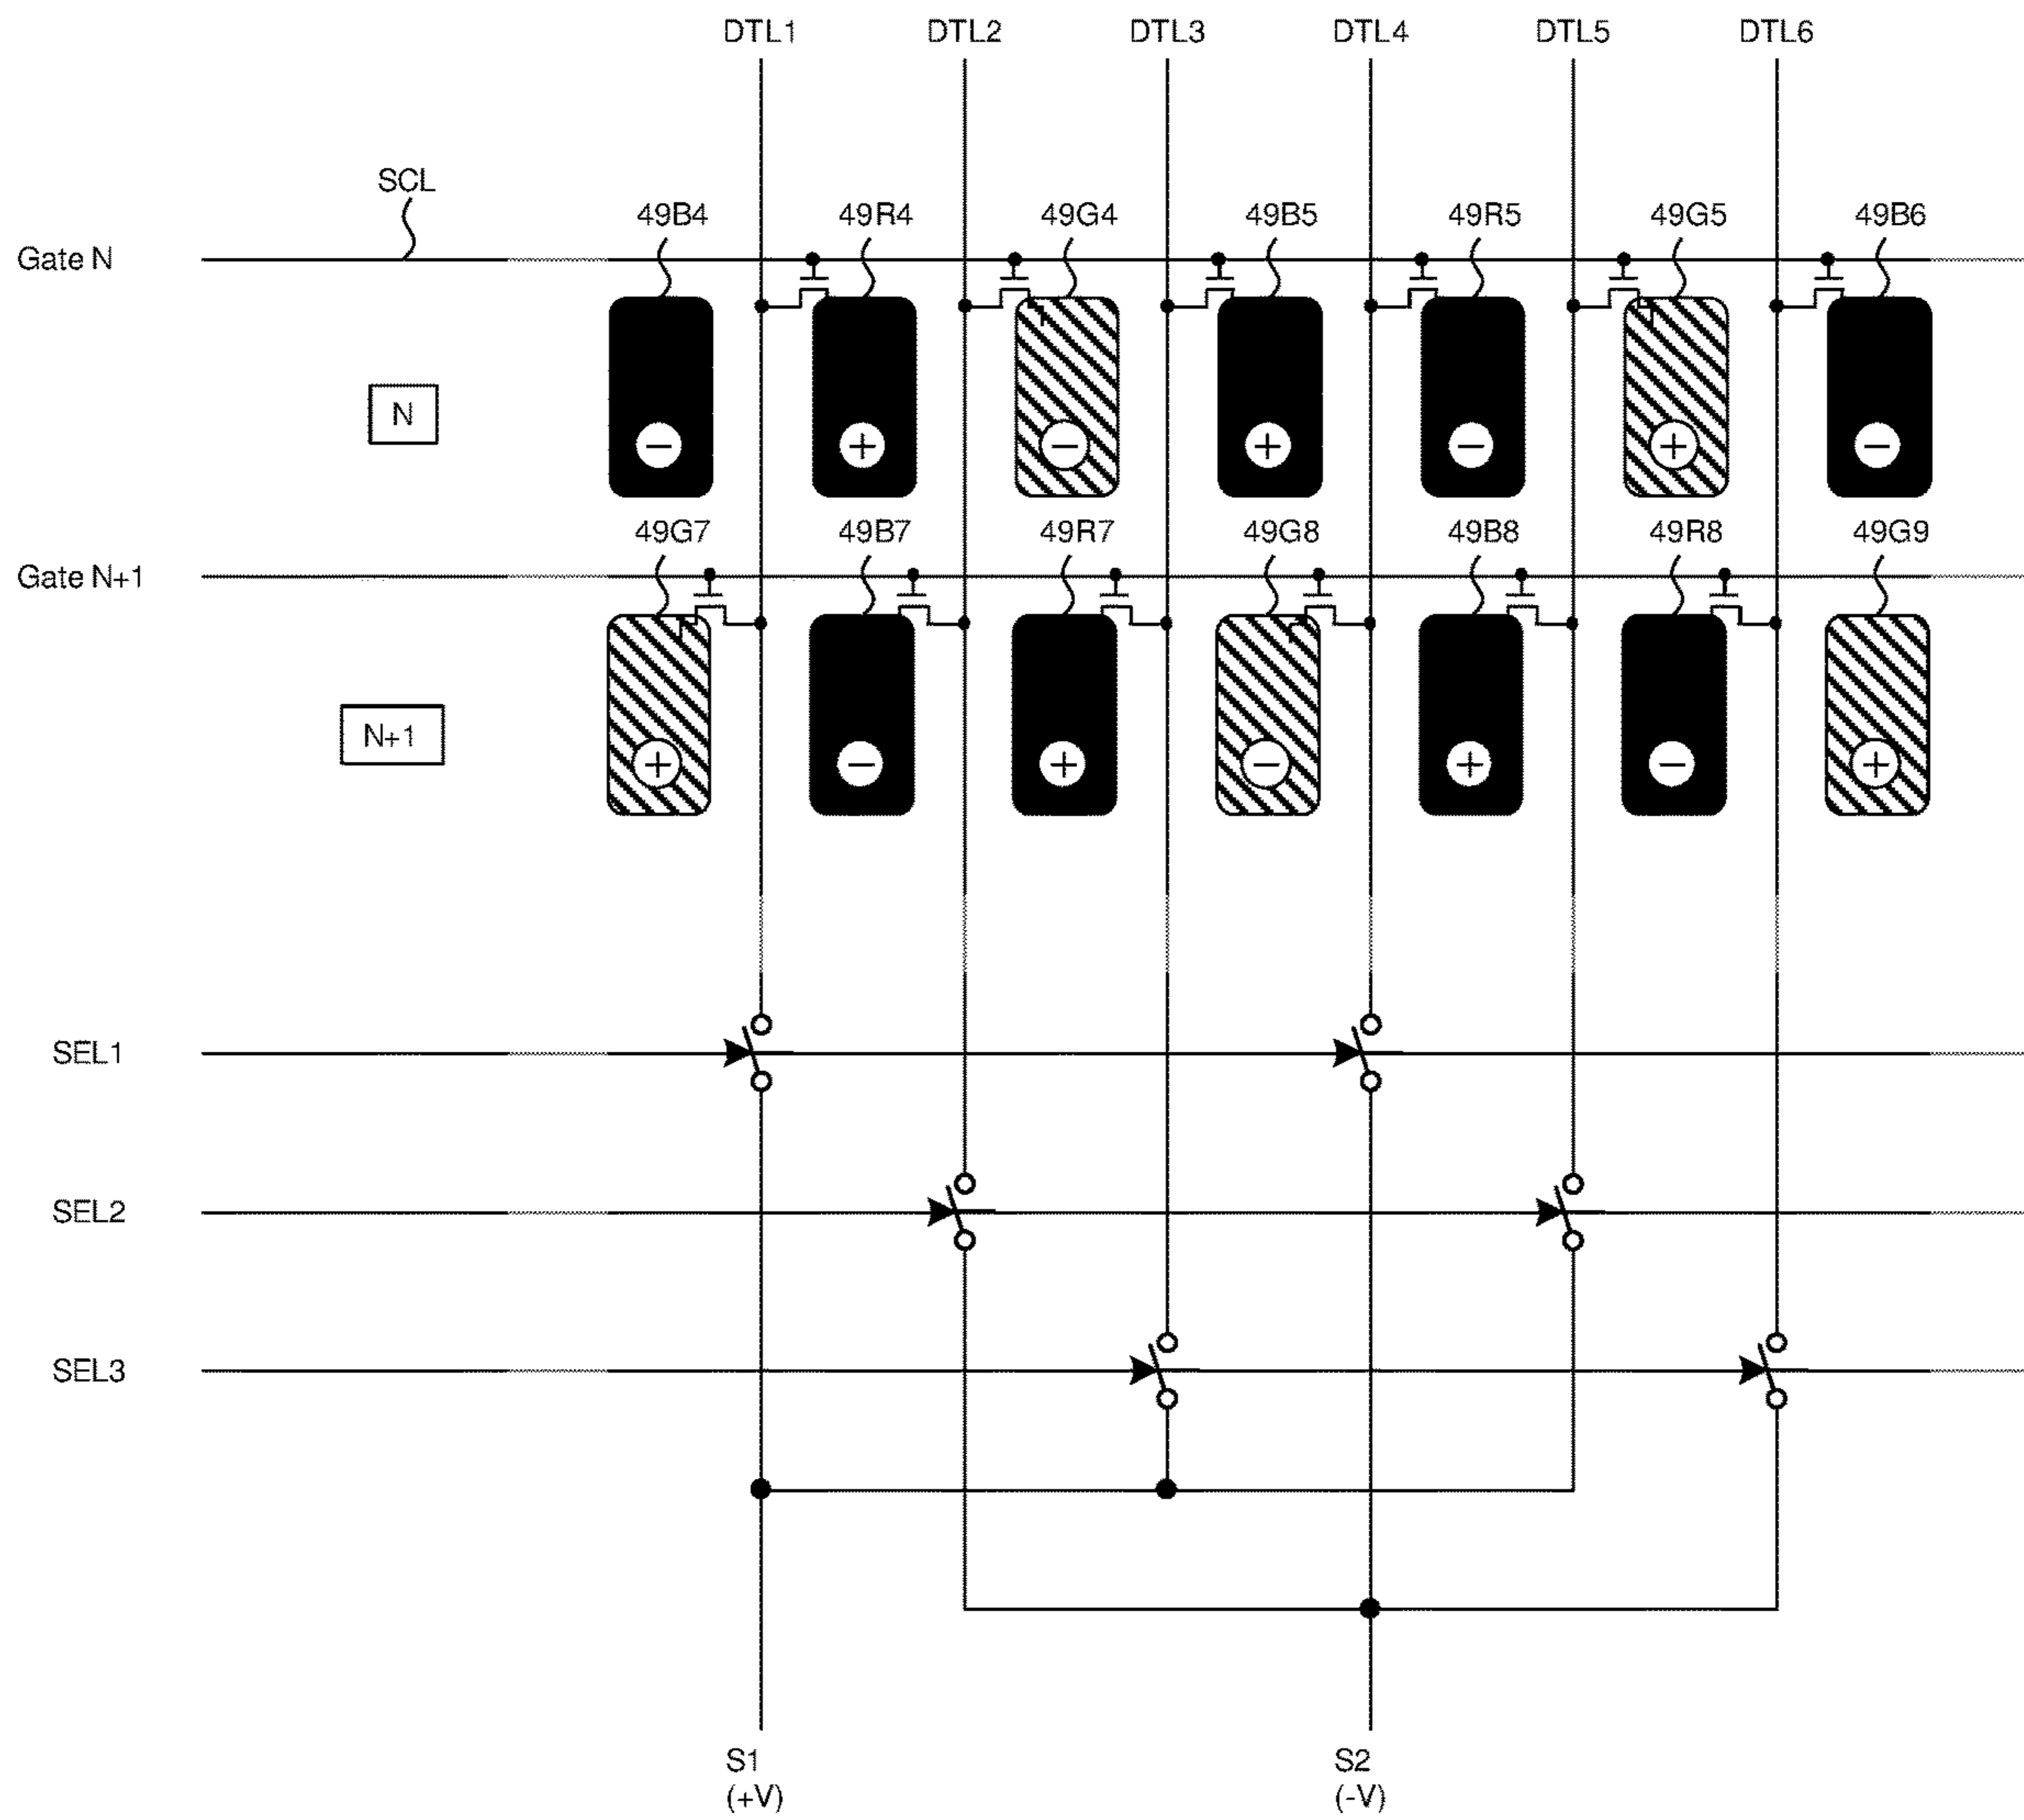 DTL1 DTL2 DTL3 DTL4 DTL5 DTL6
SCL
49B4 49R4 49G4 49B5 49R5 49G5 49B6
Gate N
N
− + − + − + −
49G7 49B7 49R7 49G8 49B8 49R8 49G9
Gate N+1
N+1
+ − + − + − +
SEL1
SEL2
SEL3
S1 S2
(+V) (-V)